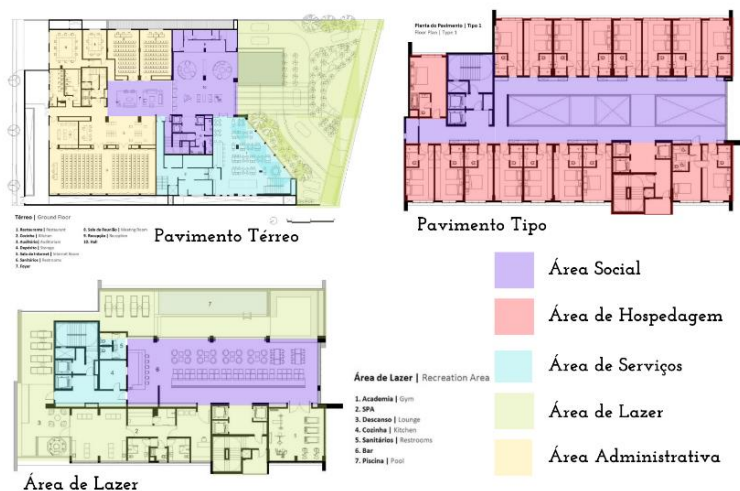 Planta do Pavimento | Tipo 1
Floor Plan | Type 1
Térreo | Ground Floor
1. Restaurante | Restaurant
2. Cozinha | Kitchen
3. Auditório | Auditorium
4. Depósito | Storage
5. Sala de Internet | Internet Room
6. Sanitários | Restrooms
7. Foyer
8. Sala de Reunião | Meeting Room
9. Recepção | Reception
10. Hall
Pavimento Térreo
Pavimento Tipo
Área Social
Área de Hospedagem
Área de Serviços
Área de Lazer
Área Administrativa
Área de Lazer | Recreation Area
1. Academia | Gym
2. SPA
3. Descanso | Lounge
4. Cozinha | Kitchen
5. Sanitários | Restrooms
6. Bar
7. Piscina | Pool
Área de Lazer